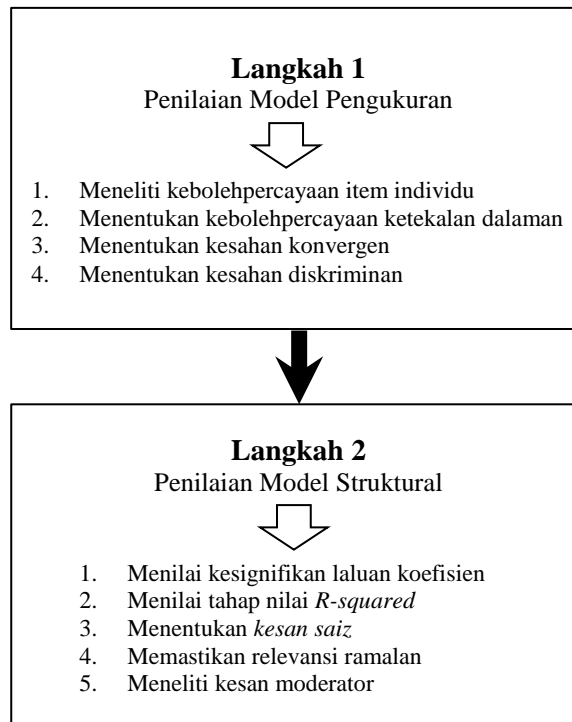 Langkah 1
Penilaian Model Pengukuran
1. Meneliti kebolehpercayaan item individu
2. Menentukan kebolehpercayaan ketekalan dalaman
3. Menentukan kesahan konvergen
4. Menentukan kesahan diskriminan
Langkah 2
Penilaian Model Struktural
1. Menilai kesignifikan laluan koefisien
2. Menilai tahap nilai R-squared
3. Menentukan kesan saiz
4. Memastikan relevansi ramalan
5. Meneliti kesan moderator